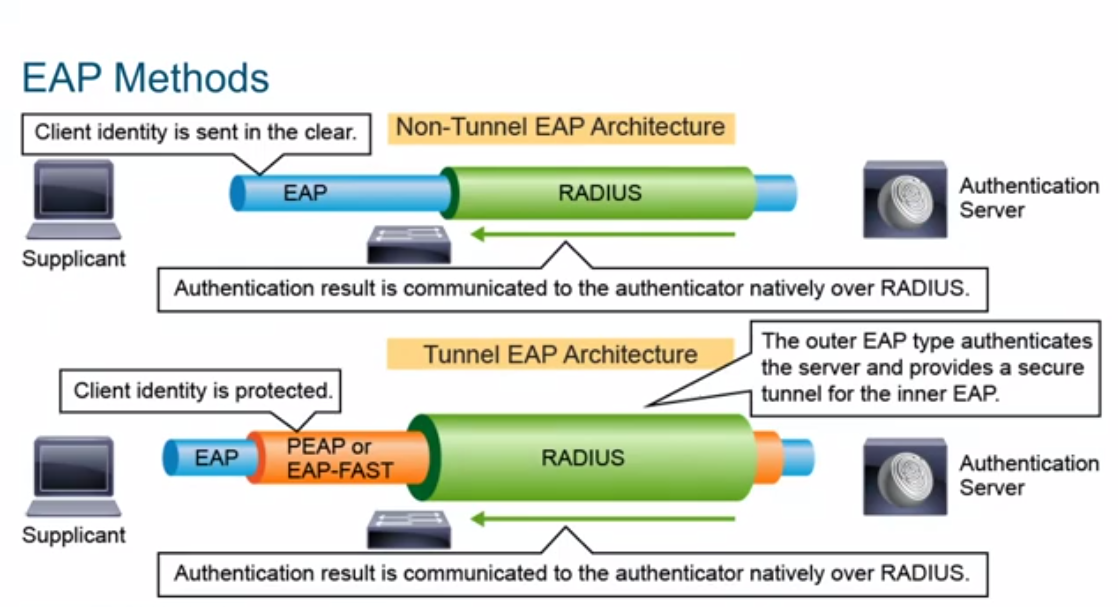 EAP Methods
Client identity is sent in the clear.
Non-Tunnel EAP Architecture
EAP
RADIUS
Authentication
Server
Supplicant
Authentication result is communicated to the authenticator natively over RADIUS.
Tunnel EAP Architecture
The outer EAP type authenticates
the server and provides a secure
tunnel for the inner EAP.
Client identity is protected.
EAP
PEAP or
EAP-FAST
RADIUS
Authentication
Server
Supplicant
Authentication result is communicated to the authenticator natively over RADIUS.